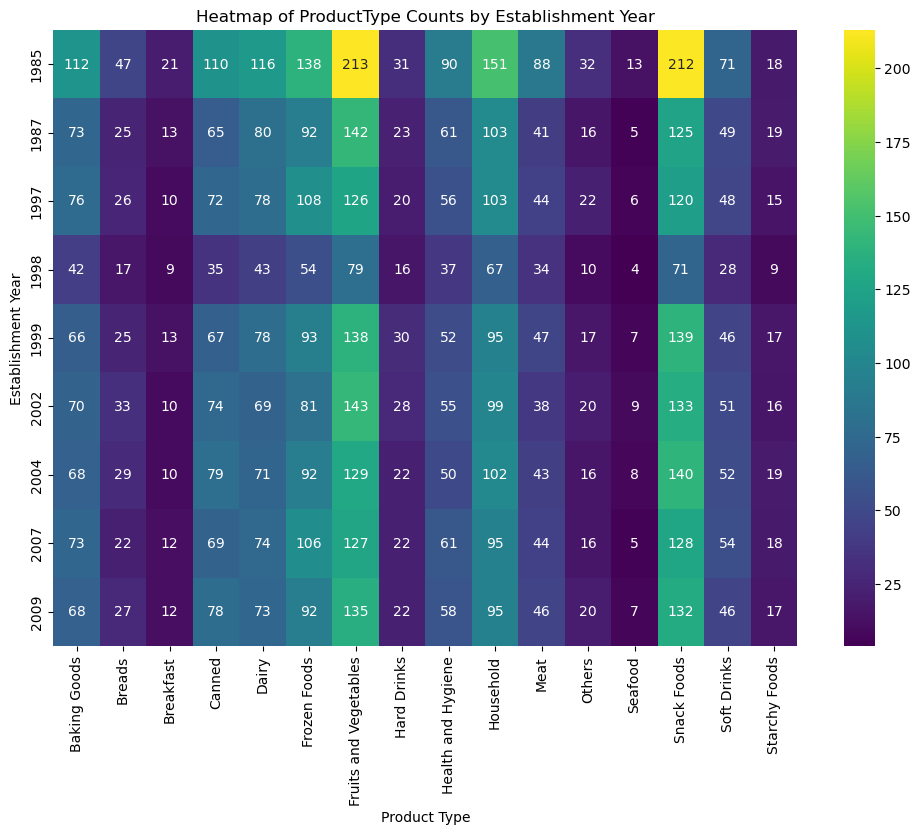 Heatmap of ProductType Counts by Establishment Year
Establishment Year
1985 112 47 21 110 116 138 213 31 90 151 88 32 13 212 71 18
1987 73 25 13 65 80 92 142 23 61 103 41 16 5 125 49 19
1997 76 26 10 72 78 108 126 20 56 103 44 22 6 120 48 15
1998 42 17 9 35 43 54 79 16 37 67 34 10 4 71 28 9
1999 66 25 13 67 78 93 138 30 52 95 47 17 7 139 46 17
2002 70 33 10 74 69 81 143 28 55 99 38 20 9 133 51 16
2004 68 29 10 79 71 92 129 22 50 102 43 16 8 140 52 19
2007 73 22 12 69 74 106 127 22 61 95 44 16 5 128 54 18
2009 68 27 12 78 73 92 135 22 58 95 46 20 7 132 46 17
Baking Goods
Breads
Breakfast
Canned
Dairy
Frozen Foods
Fruits and Vegetables
Hard Drinks
Health and Hygiene
Household
Meat
Others
Seafood
Snack Foods
Soft Drinks
Starchy Foods
Product Type
200
175
150
125
100
75
50
25